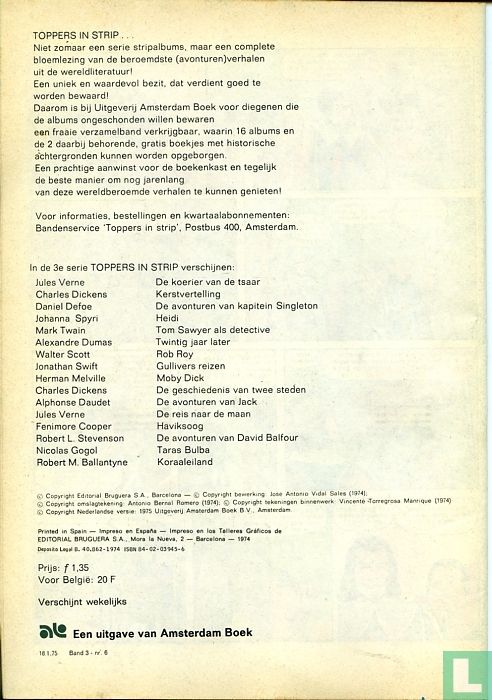 TOPPERS IN STRIP . . .
Niet zomaar een serie stripalbums, maar een complete
bloemlezing van de beroemdste (avonturen)verhalen
uit de wereldliteratuur!
Een uniek en waardevol bezit, dat verdient goed te
worden bewaard!
Daarom is bij Uitgeverij Amsterdam Boek voor diegenen die
de albums ongeschonden willen bewaren
een fraaie verzamelband verkrijgbaar, waarin 16 albums en
de 2 daarbij behorende, gratis boekjes met historische
achtergronden kunnen worden opgeborgen.
Een prachtige aanwinst voor de boekenkast en tegelijk
de beste manier om nog jarenlang
van deze wereldberoemde verhalen te kunnen genieten!
Voor informaties, bestellingen en kwartaalabonnementen:
Bandenservice 'Toppers in strip', Postbus 400, Amsterdam.
In de 3e serie TOPPERS IN STRIP verschijnen:
Jules Verne De koerier van de tsaar
Charles Dickens Kerstvertelling
Daniel Defoe De avonturen van kapitein Singleton
Johanna Spyri Heidi
Mark Twain Tom Sawyer als detective
Alexandre Dumas Twintig jaar later
Walter Scott Rob Roy
Jonathan Swift Gullivers reizen
Herman Melville Moby Dick
Charles Dickens De geschiedenis van twee steden
Alphonse Daudet De avonturen van Jack
Jules Verne De reis naar de maan
Fenimore Cooper Haviksoog
Robert L. Stevenson De avonturen van David Balfour
Nicolas Gogol Taras Bulba
Robert M. Ballantyne Koraaleiland
© Copyright Editorial Bruguera S.A., Barcelona — © Copyright bewerking: José Antonio Vidal Sales (1974);
© Copyright omslagtekening: Antonio Bernal Romero (1974); © Copyright tekeningen binnenwerk: Vincente Torregrosa Manrique (1974)
© Copyright Nederlandse versie: 1975 Uitgeverij Amsterdam Boek B.V., Amsterdam.
Printed in Spain — Impreso en España — Impreso en los Talleres Gráficos de
EDITORIAL BRUGUERA S.A., Mora la Nueva, 2 — Barcelona — 1974
Deposito Legal B. 40.862-1974 ISBN 84-02-03945-6
Prijs: ƒ 1,35
Voor België: 20 F
Verschijnt wekelijks
Een uitgave van Amsterdam Boek
18.1.75 Band 3 - nr. 6
© LastDodo